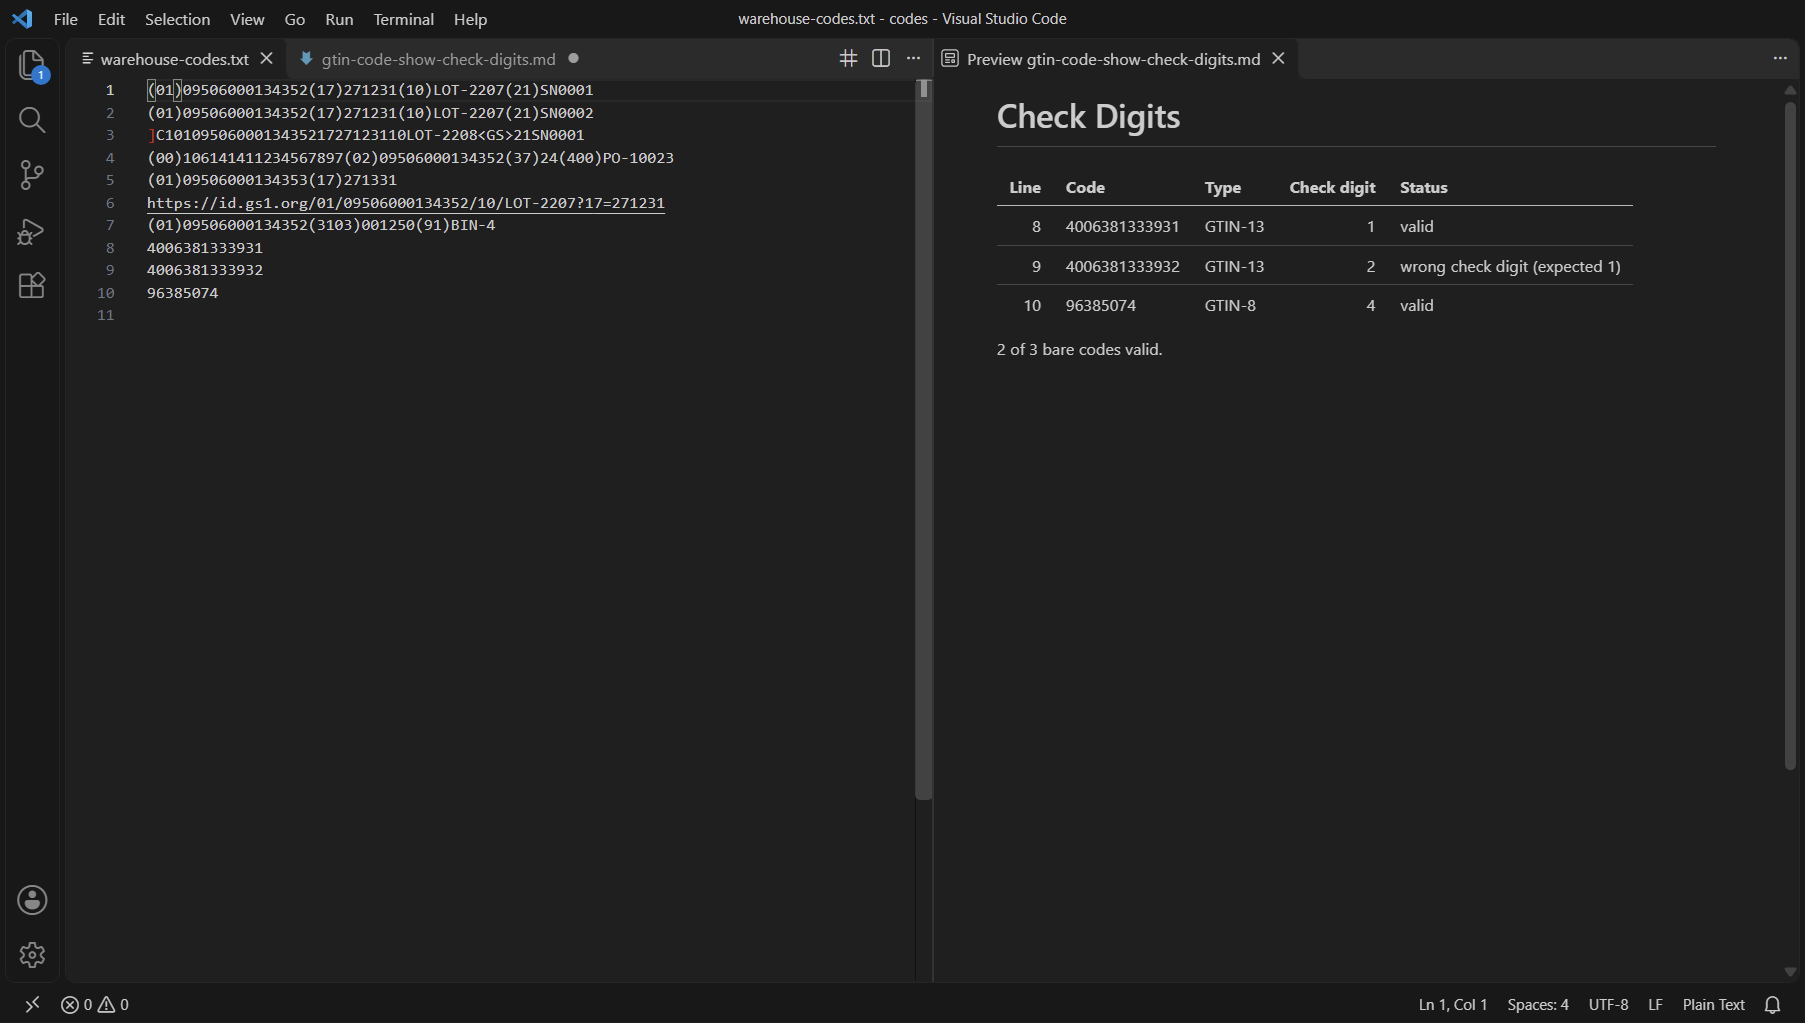 File Edit Selection View Go Run Terminal Help
warehouse-codes.txt - codes - Visual Studio Code
1
warehouse-codes.txt
gtin-code-show-check-digits.md
Preview gtin-code-show-check-digits.md
1 (01)09506000134352(17)271231(10)LOT-2207(21)SN0001
2 (01)09506000134352(17)271231(10)LOT-2207(21)SN0002
3 ]C101095060001343521727123110LOT-2208<GS>21SN0001
4 (00)106141411234567897(02)09506000134352(37)24(400)PO-10023
5 (01)09506000134353(17)271331
6 https://id.gs1.org/01/09506000134352/10/LOT-2207?17=271231
7 (01)09506000134352(3103)001250(91)BIN-4
8 4006381333931
9 4006381333932
10 96385074
11
Check Digits
Line Code Type Check digit Status
8 4006381333931 GTIN-13 1 valid
9 4006381333932 GTIN-13 2 wrong check digit (expected 1)
10 96385074 GTIN-8 4 valid
2 of 3 bare codes valid.
0 0
Ln 1, Col 1 Spaces: 4 UTF-8 LF Plain Text